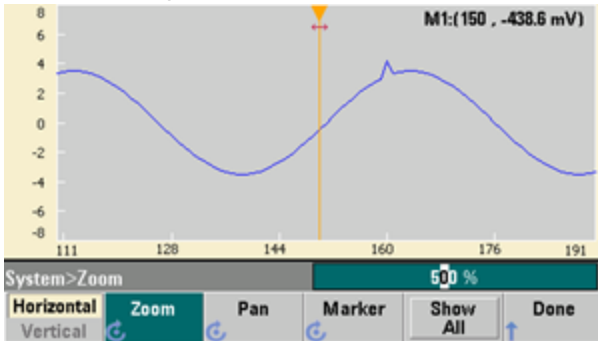 8
M1:(150 , -438.6 mV)
6
4
2
0
-2
-4
-6
-8
111 128 144 160 176 191
System>Zoom
500 %
Horizontal Zoom Pan Marker Show All Done
Vertical